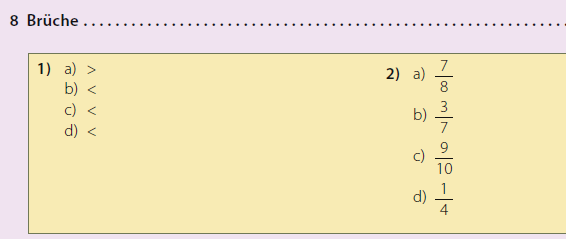 8 Brüche ............................................................
1) a) >
b) <
c) <
d) <
2) a) 7/8
b) 3/7
c) 9/10
d) 1/4